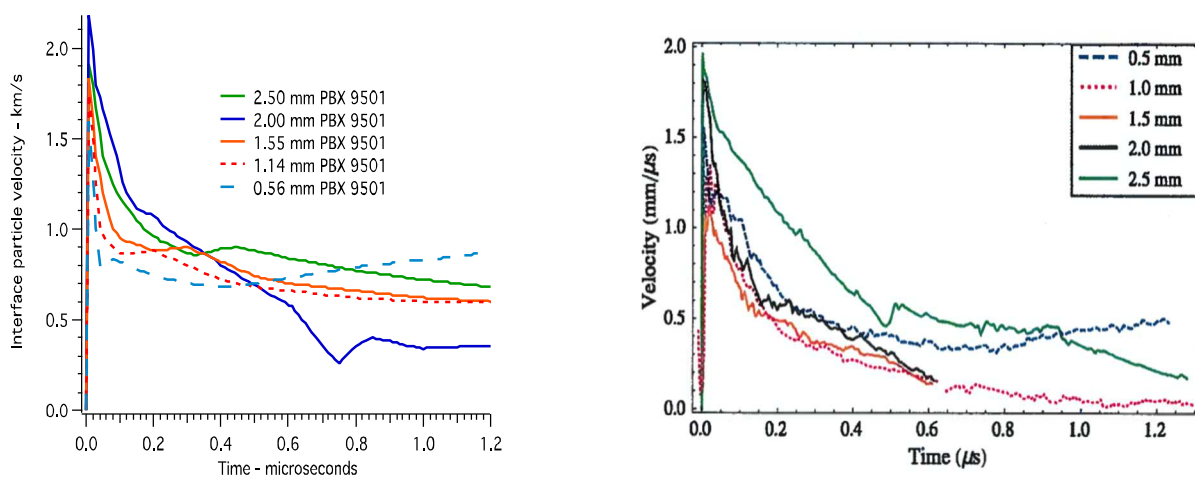 Interface particle velocity - km/s
2.0
1.5
1.0
0.5
0.0
2.50 mm PBX 9501
2.00 mm PBX 9501
1.55 mm PBX 9501
1.14 mm PBX 9501
0.56 mm PBX 9501
0.0 0.2 0.4 0.6 0.8 1.0 1.2
Time - microseconds
Velocity (mm/μs)
2.0
1.5
1.0
0.5
0.0
0.5 mm
1.0 mm
1.5 mm
2.0 mm
2.5 mm
0.0 0.2 0.4 0.6 0.8 1.0 1.2
Time (μs)